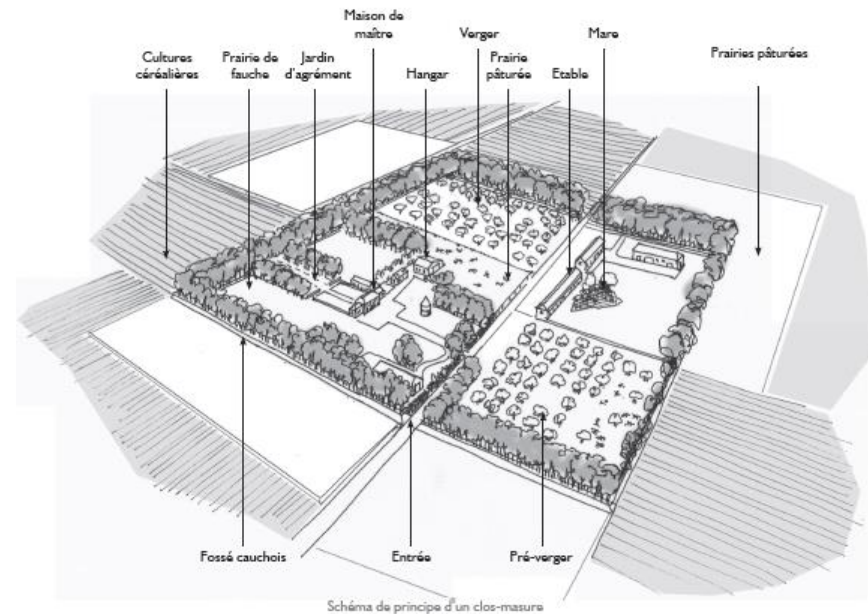 Cultures
céréalières
Prairie de
fauche
Jardin
d'agrément
Maison de
maître
Hangar
Verger
Prairie
pâturée
Etable
Mare
Prairies pâturées
Fossé cauchois
Entrée
Pré-verger
Schéma de principe d'un clos-masure